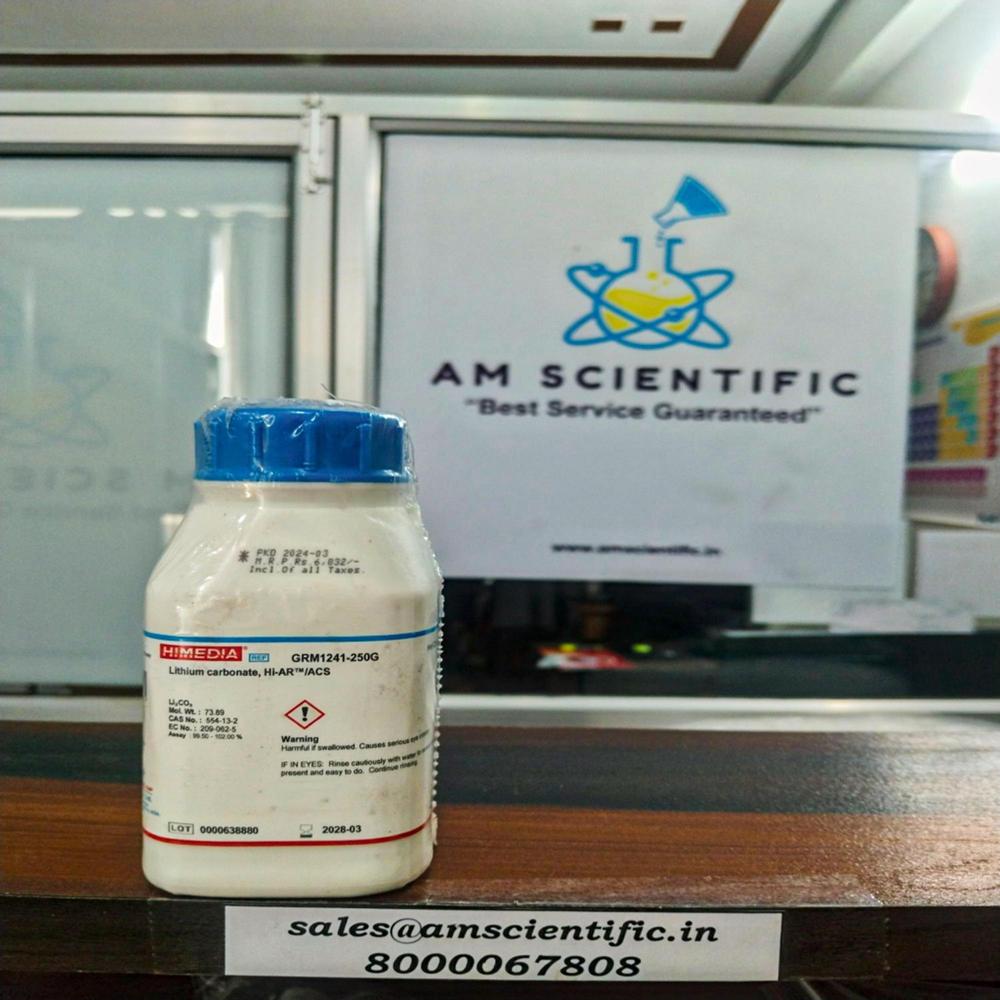 AM SCIENTIFIC
"Best Service Guaranteed"
www.amscientific.in
PKD 2024-03
M.R.P Rs.6,832/-
Incl.Of all Taxes.
HIMEDIA® REF GRM1241-250G
Lithium carbonate, HI-AR™/ACS
Li₂CO₃
Mol. Wt. : 73.89
CAS No. : 554-13-2
EC No. : 209-062-5
Assay : 99.50 - 102.00 %
Warning
Harmful if swallowed. Causes serious eye
IF IN EYES: Rinse cautiously with water
present and easy to do. Continue rinsing.
LOT 0000638880 2028-03
sales@amscientific.in
8000067808